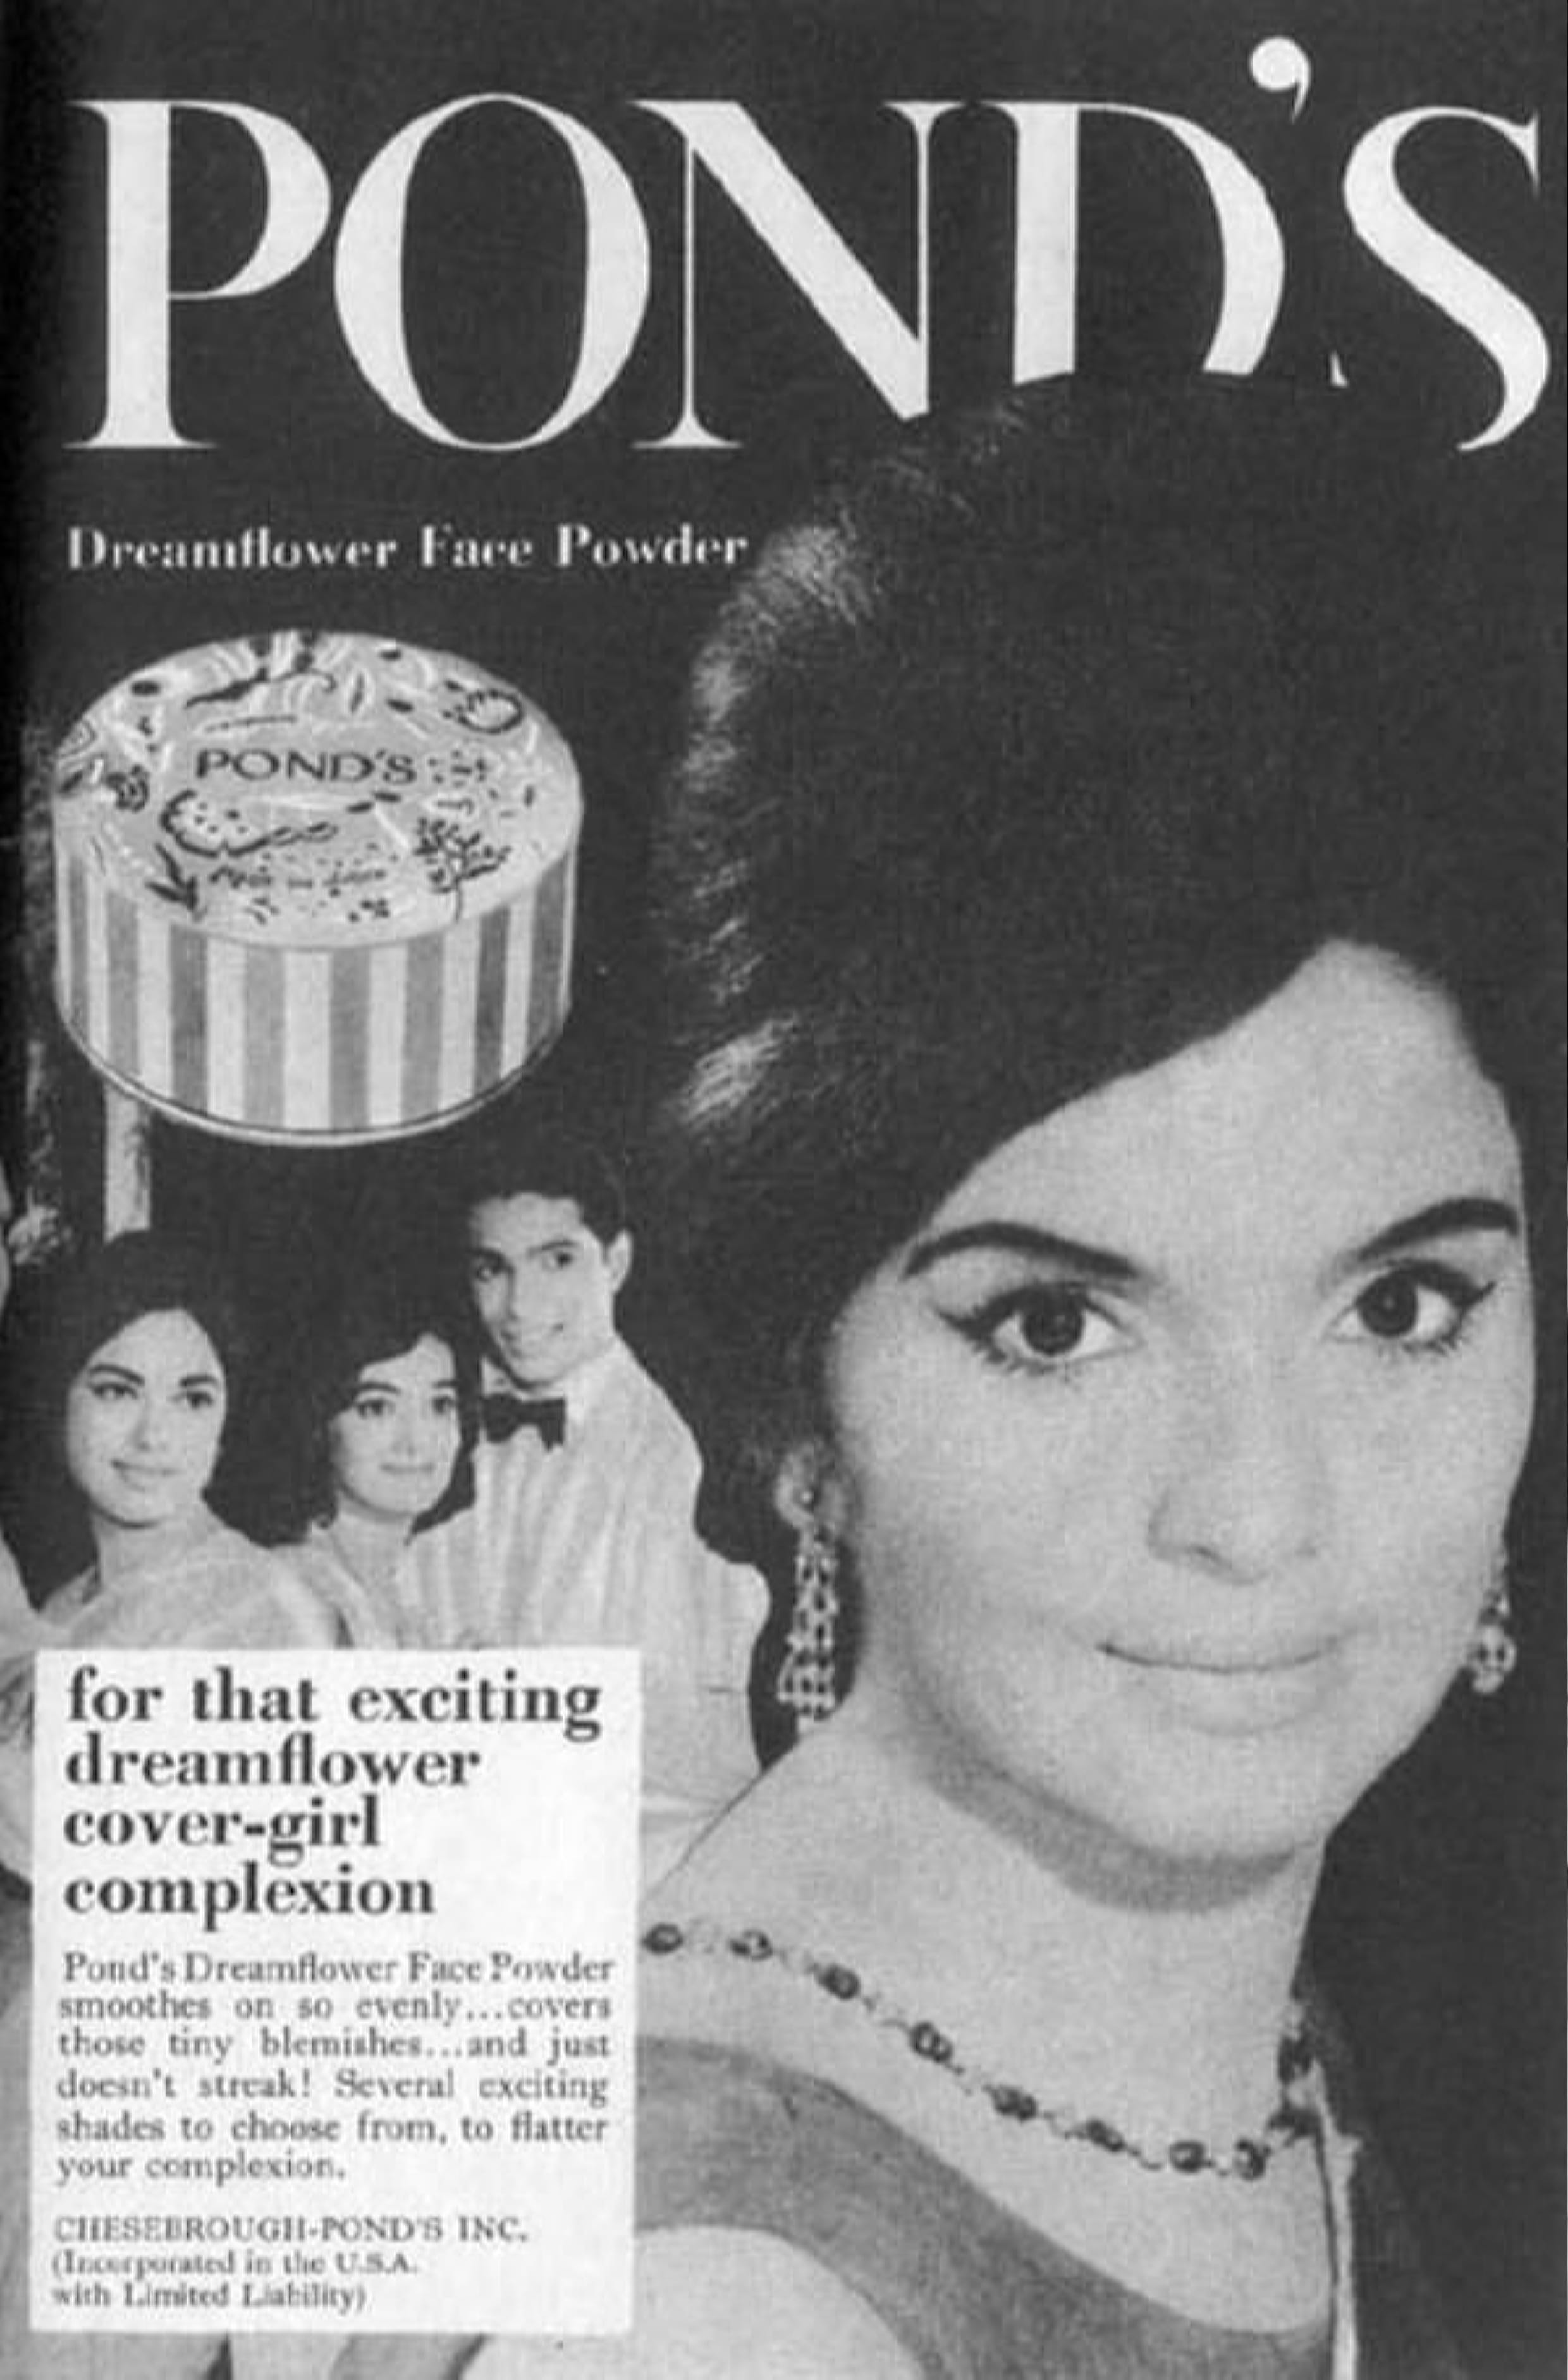 POND'S
Dreamflower Face Powder
POND'S
for that exciting
dreamflower
cover-girl
complexion
Pond's Dreamflower Face Powder
smoothes on so evenly...covers
those tiny blemishes...and just
doesn't streak! Several exciting
shades to choose from, to flatter
your complexion.
CHESEBROUGH-POND'S INC.
(Incorporated in the U.S.A.
with Limited Liability)